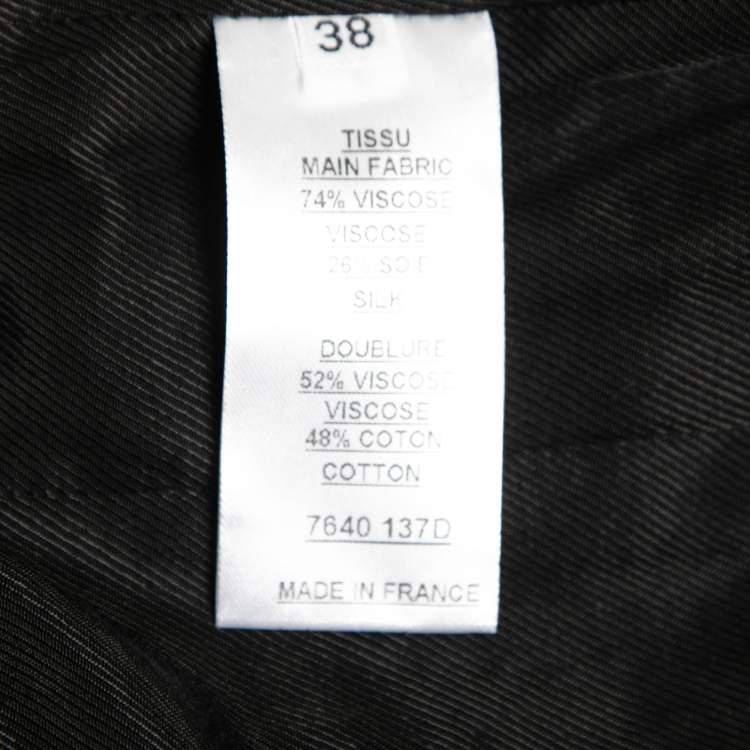 38
TISSU
MAIN FABRIC
74% VISCOSE
VISCOSE
26% SOIE
SILK
DOUBLURE
52% VISCOSE
VISCOSE
48% COTON
COTTON
7640 137D
MADE IN FRANCE